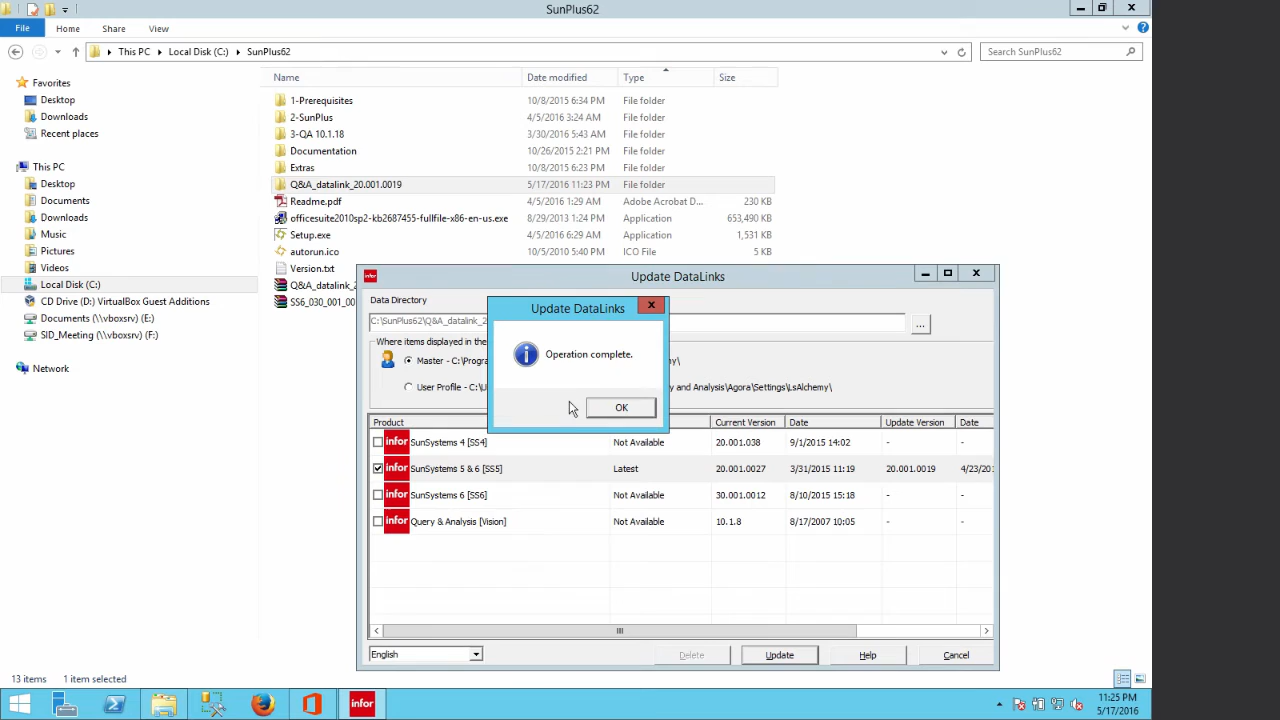 SunPlus62
File Home Share View
This PC Local Disk (C:) SunPlus62
Search SunPlus62
Favorites
Desktop
Downloads
Recent places
This PC
Desktop
Documents
Downloads
Music
Pictures
Videos
Local Disk (C:)
CD Drive (D:) VirtualBox Guest Additions
Documents (\\vboxsrv) (E:)
SID_Meeting (\\vboxsrv) (F:)
Network
Name Date modified Type Size
1-Prerequisites 10/8/2015 6:34 PM File folder
2-SunPlus 4/5/2016 3:24 AM File folder
3-QA 10.1.18 3/30/2016 5:43 AM File folder
Documentation 10/26/2015 2:21 PM File folder
Extras 10/8/2015 6:23 PM File folder
Q&A_datalink_20.001.0019 5/17/2016 11:23 PM File folder
Readme.pdf 4/5/2016 1:29 AM Adobe Acrobat D... 230 KB
officesuite2010sp2-kb2687455-fullfile-x86-en-us.exe 8/29/2013 1:24 PM Application 653,490 KB
Setup.exe 4/5/2016 6:29 AM Application 1,531 KB
autorun.ico 10/5/2010 5:40 PM ICO File 5 KB
Version.txt
Q&A_datalink_20
SS6_030_001_00
infor Update DataLinks
Data Directory
C:\SunPlus62\Q&A_datalink_2
...
Where items displayed in the
Master - C:\Progra
\
User Profile - C:\U
y and Analysis\Agora\Settings\LsAlchemy\
Update DataLinks
Operation complete.
OK
Product Current Version Date Update Version Date
infor SunSystems 4 [SS4] Not Available 20.001.038 9/1/2015 14:02 - -
infor SunSystems 5 & 6 [SS5] Latest 20.001.0027 3/31/2015 11:19 20.001.0019 4/23/201
infor SunSystems 6 [SS6] Not Available 30.001.0012 8/10/2015 15:18 - -
infor Query & Analysis [Vision] Not Available 10.1.8 8/17/2007 10:05 - -
English Delete Update Help Cancel
13 items 1 item selected
infor
11:25 PM
5/17/2016